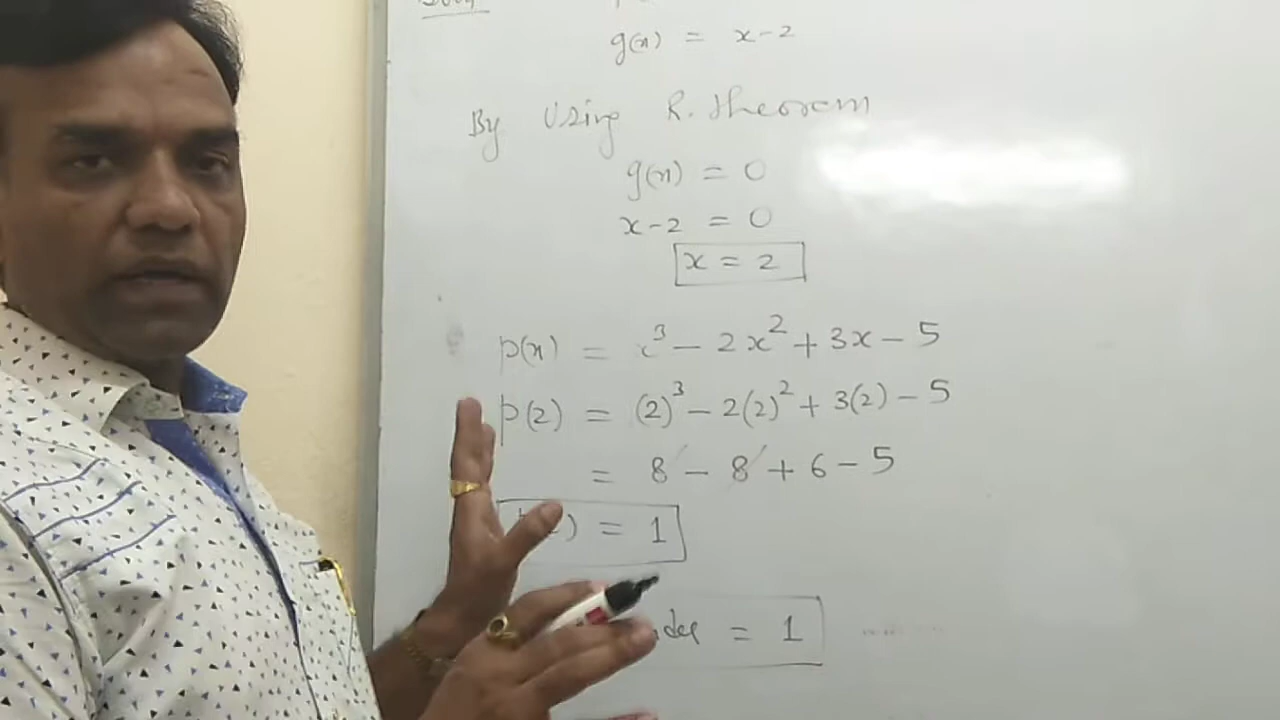 g(x) = x-2
By Using R. theorem
g(x) = 0
x-2 = 0
x = 2
p(x) = x³ - 2x² + 3x - 5
p(2) = (2)³ - 2(2)² + 3(2) - 5
= 8 - 8 + 6 - 5
= 1
= 1